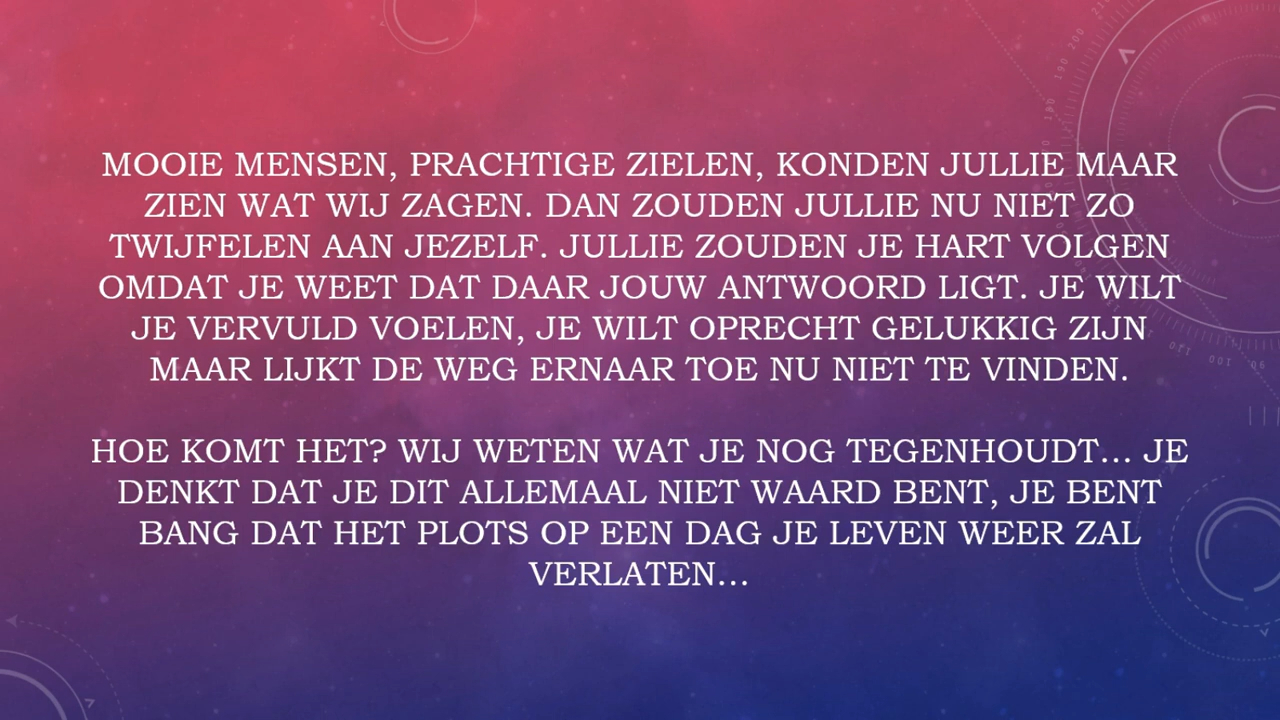 MOOIE MENSEN, PRACHTIGE ZIELEN, KONDEN JULLIE MAAR
ZIEN WAT WIJ ZAGEN. DAN ZOUDEN JULLIE NU NIET ZO
TWIJFELEN AAN JEZELF. JULLIE ZOUDEN JE HART VOLGEN
OMDAT JE WEET DAT DAAR JOUW ANTWOORD LIGT. JE WILT
JE VERVULD VOELEN, JE WILT OPRECHT GELUKKIG ZIJN
MAAR LIJKT DE WEG ERNAAR TOE NU NIET TE VINDEN.
HOE KOMT HET? WIJ WETEN WAT JE NOG TEGENHOUDT... JE
DENKT DAT JE DIT ALLEMAAL NIET WAARD BENT, JE BENT
BANG DAT HET PLOTS OP EEN DAG JE LEVEN WEER ZAL
VERLATEN...